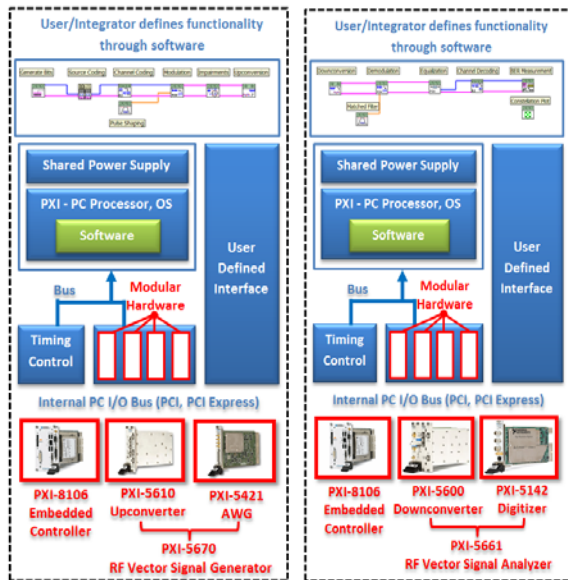 User/Integrator defines functionality
through software
Generate Bits
Source Coding
Channel Coding
Modulation
Impairments
Upconversion
Pulse Shaping
Shared Power Supply
PXI - PC Processor, OS
Software
User
Defined
Interface
Bus
Modular
Hardware
Timing
Control
Internal PC I/O Bus (PCI, PCI Express)
PXI-8106
Embedded
Controller
PXI-5610
Upconverter
PXI-5421
AWG
PXI-5670
RF Vector Signal Generator
User/Integrator defines functionality
through software
Downconversion
Demodulation
Equalization
Channel Decoding
BER Measurement
Matched Filter
Constellation Plot
Shared Power Supply
PXI - PC Processor, OS
Software
User
Defined
Interface
Bus
Modular
Hardware
Timing
Control
Internal PC I/O Bus (PCI, PCI Express)
PXI-8106
Embedded
Controller
PXI-5600
Downconverter
PXI-5142
Digitizer
PXI-5661
RF Vector Signal Analyzer